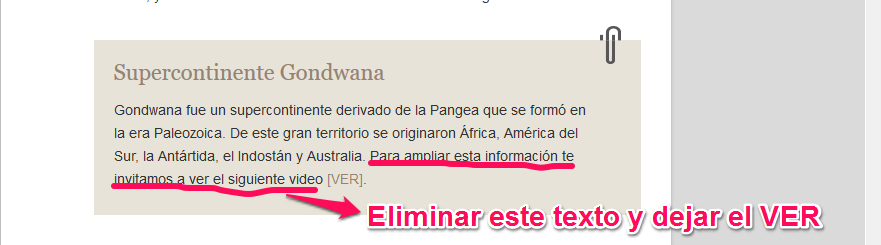 Supercontinente Gondwana
Gondwana fue un supercontinente derivado de la Pangea que se formó en
la era Paleozoica. De este gran territorio se originaron África, América del
Sur, la Antártida, el Indostán y Australia. Para ampliar esta información te
invitamos a ver el siguiente video [VER].
Eliminar este texto y dejar el VER